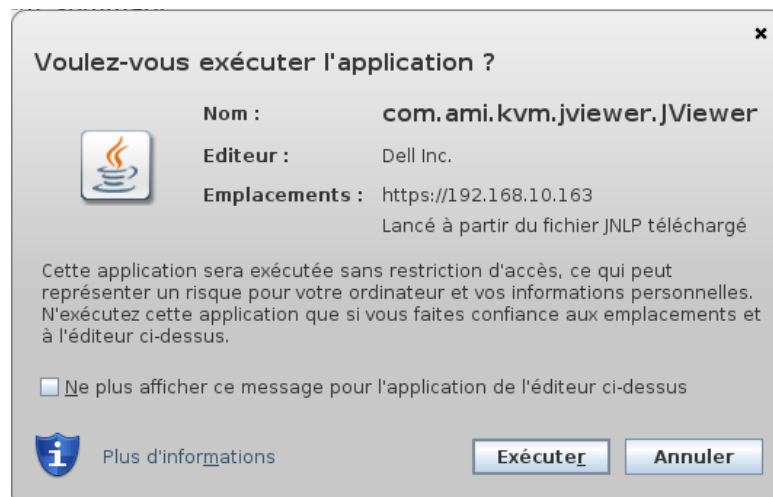 Voulez-vous exécuter l'application ?
Nom : com.ami.kvm.jviewer.JViewer
Editeur : Dell Inc.
Emplacements : https://192.168.10.163
Lancé à partir du fichier JNLP téléchargé
Cette application sera exécutée sans restriction d'accès, ce qui peut
représenter un risque pour votre ordinateur et vos informations personnelles.
N'exécutez cette application que si vous faites confiance aux emplacements et
à l'éditeur ci-dessus.
Ne plus afficher ce message pour l'application de l'éditeur ci-dessus
Plus d'informations Exécuter Annuler